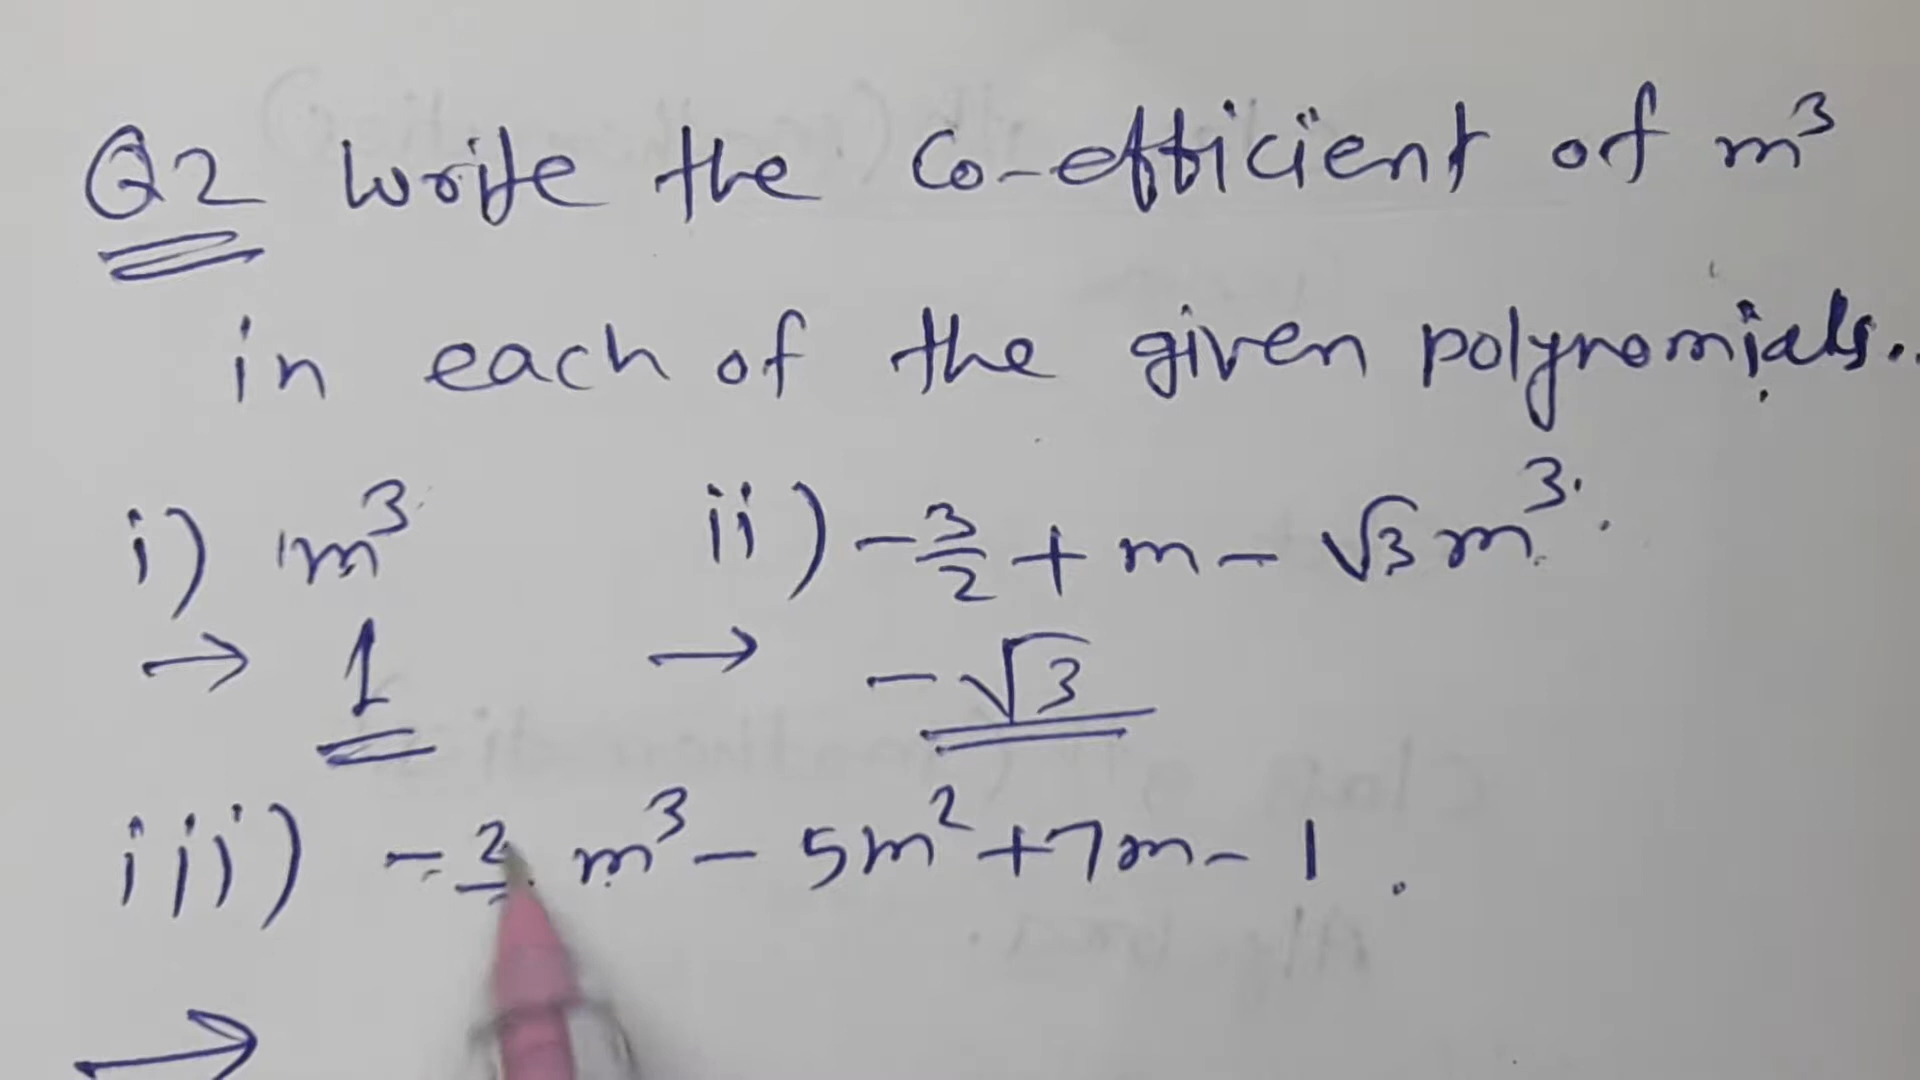 Q2 Write the Co-efficient of m³
in each of the given polynomials..
i) m³ ii) -3/2 + m - √3 m³.
→ 1 → -√3
iii) - 2/ m³ - 5m² + 7m - 1.
→